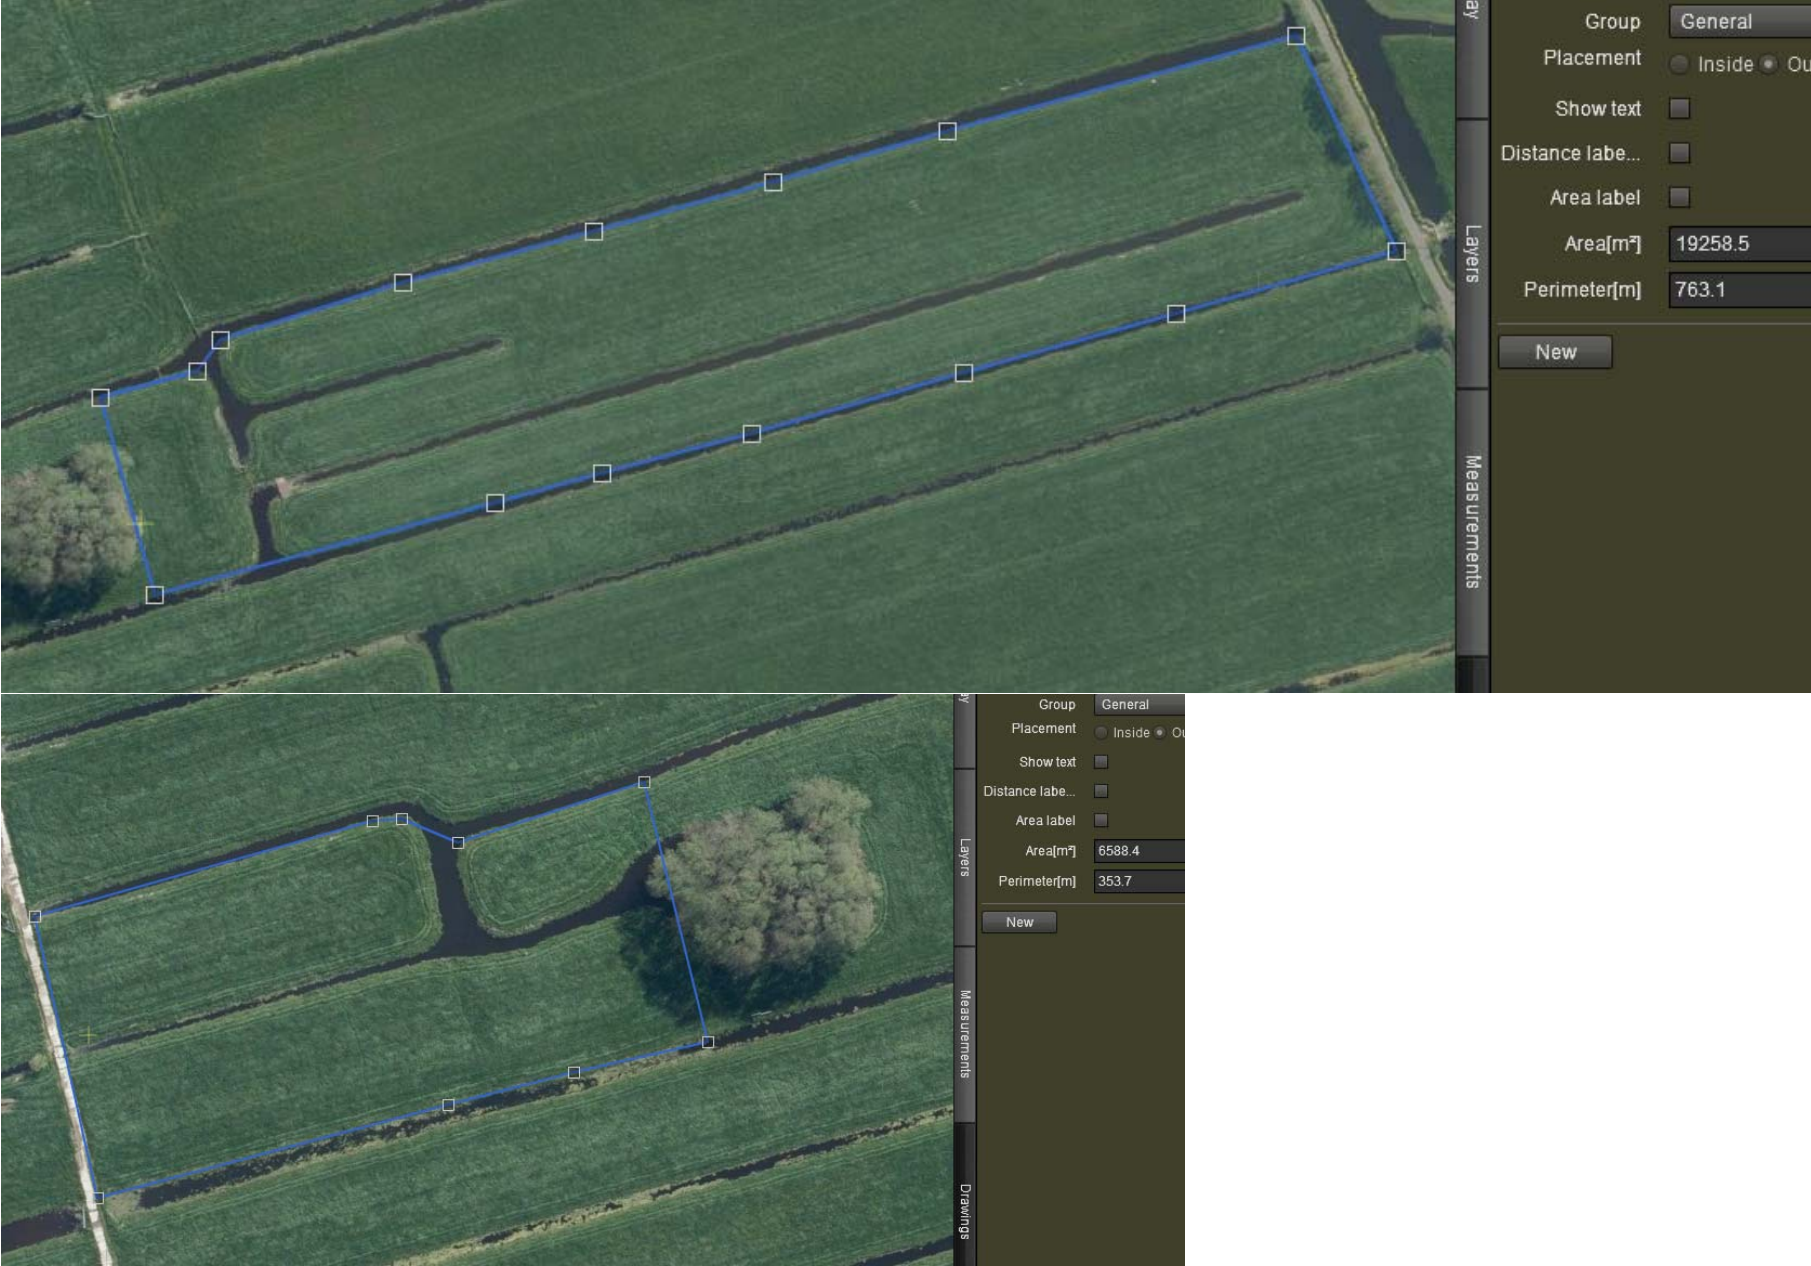 ay
Group General
Placement Inside Ou
Show text
Distance labe...
Area label
Layers
Area[m²] 19258.5
Perimeter[m] 763.1
New
Measurements
Group General
Placement Inside Ou
Show text
Distance labe...
Area label
Layers
Area[m²] 6588.4
Perimeter[m] 353.7
New
Measurements
Drawings